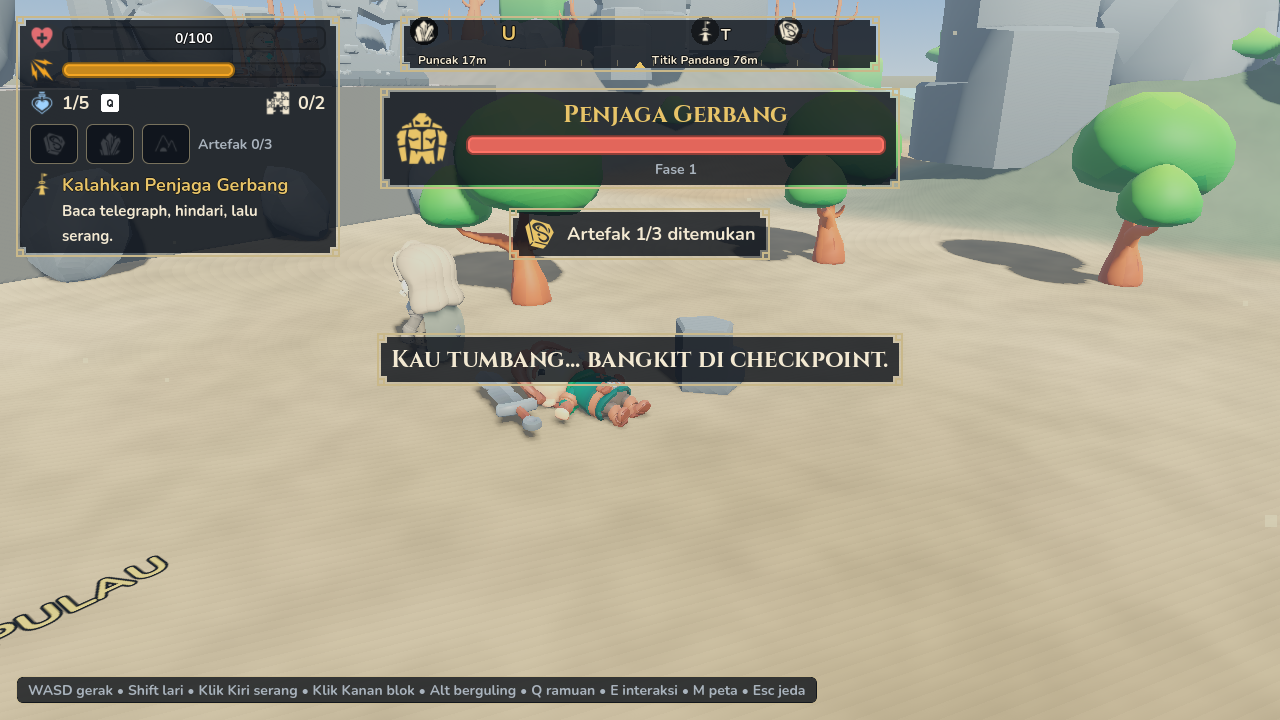 0/100
1/5
Q
0/2
Artefak 0/3
Kalahkan Penjaga Gerbang
Baca telegraph, hindari, lalu
serang.
U
T
Puncak 17m
Titik Pandang 76m
Penjaga Gerbang
Fase 1
Artefak 1/3 ditemukan
Kau tumbang... bangkit di checkpoint.
PULAU
WASD gerak • Shift lari • Klik Kiri serang • Klik Kanan blok • Alt berguling • Q ramuan • E interaksi • M peta • Esc jeda